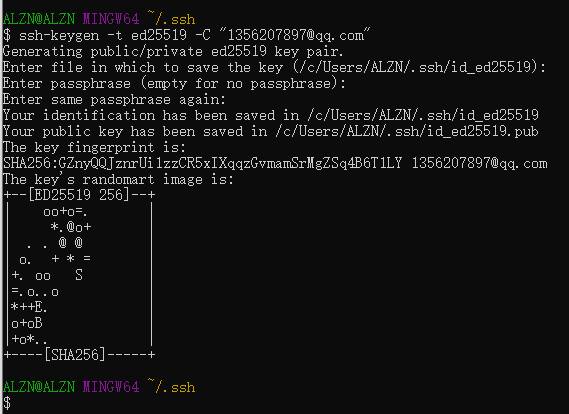 ALZN@ALZN MINGW64 ~/.ssh
$ ssh-keygen -t ed25519 -C "1356207897@qq.com"
Generating public/private ed25519 key pair.
Enter file in which to save the key (/c/Users/ALZN/.ssh/id_ed25519):
Enter passphrase (empty for no passphrase):
Enter same passphrase again:
Your identification has been saved in /c/Users/ALZN/.ssh/id_ed25519
Your public key has been saved in /c/Users/ALZN/.ssh/id_ed25519.pub
The key fingerprint is:
SHA256:GZnyQQJznrUi1zzCR5xIXqqzGvmamSrMgZSq4B6T1LY 1356207897@qq.com
The key's randomart image is:
+--[ED25519 256]--+
|    oo+o=.       |
|     *.@o+       |
|  . . @ @        |
| o.  + * =       |
|+. oo   S        |
|=.o..o           |
|*++E.            |
|o+oB             |
|+o*..            |
+----[SHA256]-----+
ALZN@ALZN MINGW64 ~/.ssh
$